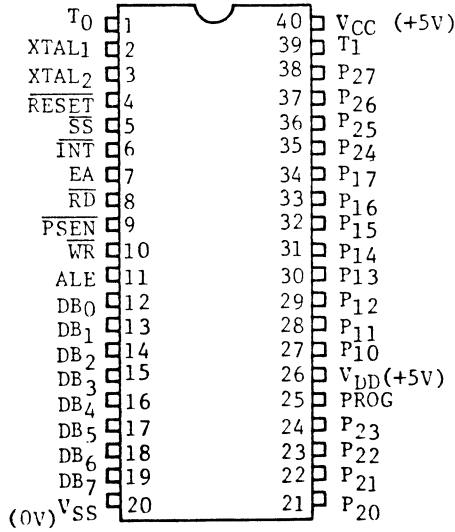 T0 1 40 VCC (+5V)
XTAL1 2 39 T1
XTAL2 3 38 P27
RESET 4 37 P26
SS 5 36 P25
INT 6 35 P24
EA 7 34 P17
RD 8 33 P16
PSEN 9 32 P15
WR 10 31 P14
ALE 11 30 P13
DB0 12 29 P12
DB1 13 28 P11
DB2 14 27 P10
DB3 15 26 VDD(+5V)
DB4 16 25 PROG
DB5 17 24 P23
DB6 18 23 P22
DB7 19 22 P21
(0V) VSS 20 21 P20